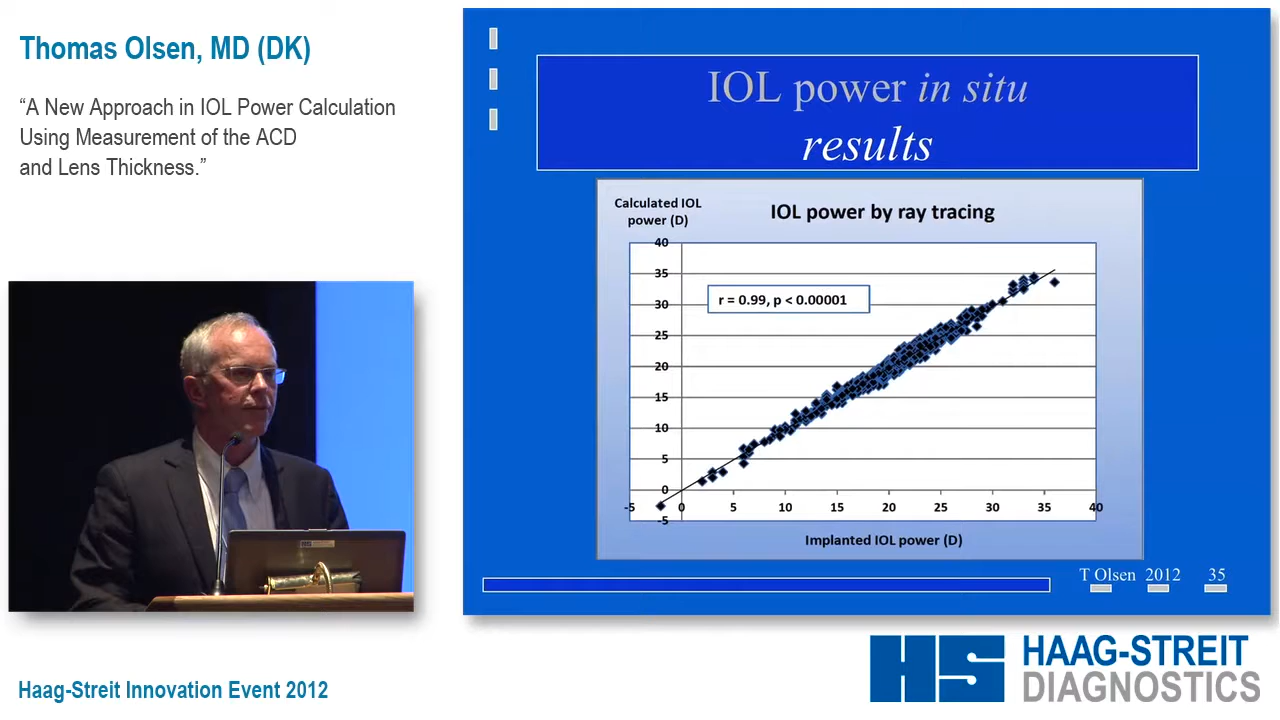 Thomas Olsen, MD (DK)
“A New Approach in IOL Power Calculation
Using Measurement of the ACD
and Lens Thickness.”
IOL power in situ
results
Calculated IOL
power (D)
IOL power by ray tracing
40
35
30
25
20
15
10
5
0
-5
r = 0.99, p < 0.00001
-5 0 5 10 15 20 25 30 35 40
Implanted IOL power (D)
T Olsen 2012 35
HS
HAAG-STREIT
DIAGNOSTICS
Haag-Streit Innovation Event 2012